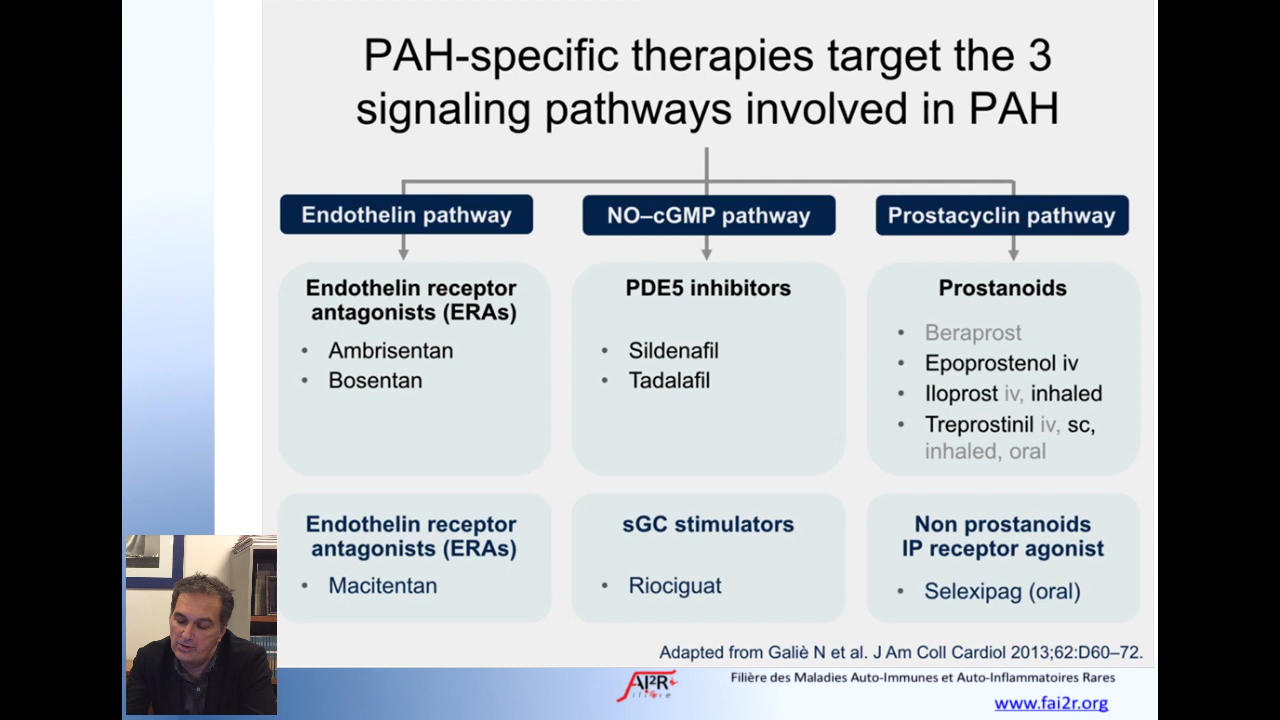 PAH-specific therapies target the 3
signaling pathways involved in PAH
Endothelin pathway
NO–cGMP pathway
Prostacyclin pathway
Endothelin receptor
antagonists (ERAs)
• Ambrisentan
• Bosentan
PDE5 inhibitors
• Sildenafil
• Tadalafil
Prostanoids
• Beraprost
• Epoprostenol iv
• Iloprost iv, inhaled
• Treprostinil iv, sc,
inhaled, oral
Endothelin receptor
antagonists (ERAs)
• Macitentan
sGC stimulators
• Riociguat
Non prostanoids
IP receptor agonist
• Selexipag (oral)
Adapted from Galiè N et al. J Am Coll Cardiol 2013;62:D60–72.
FAI²R
filière
Filière des Maladies Auto-Immunes et Auto-Inflammatoires Rares
www.fai2r.org